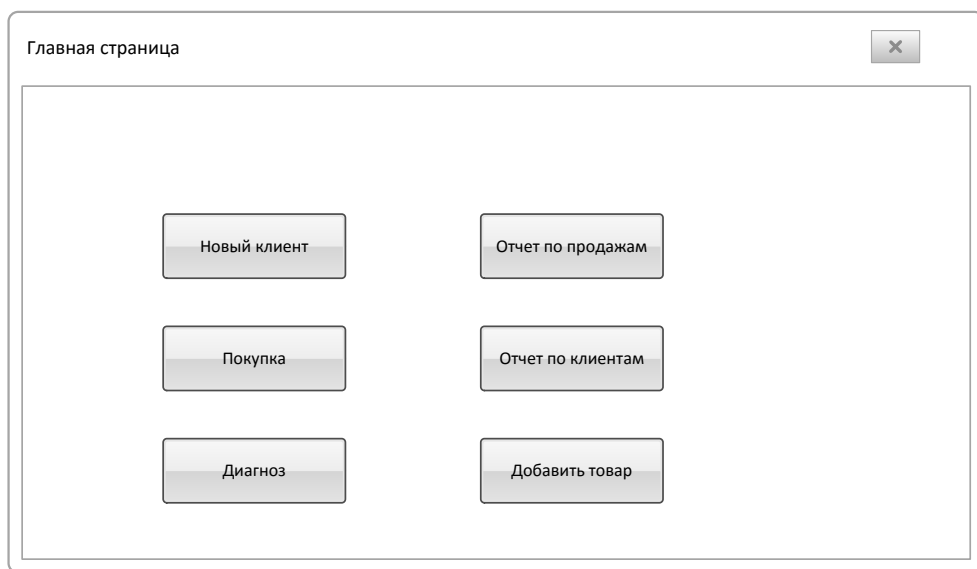 Главная страница
Новый клиент
Отчет по продажам
Покупка
Отчет по клиентам
Диагноз
Добавить товар